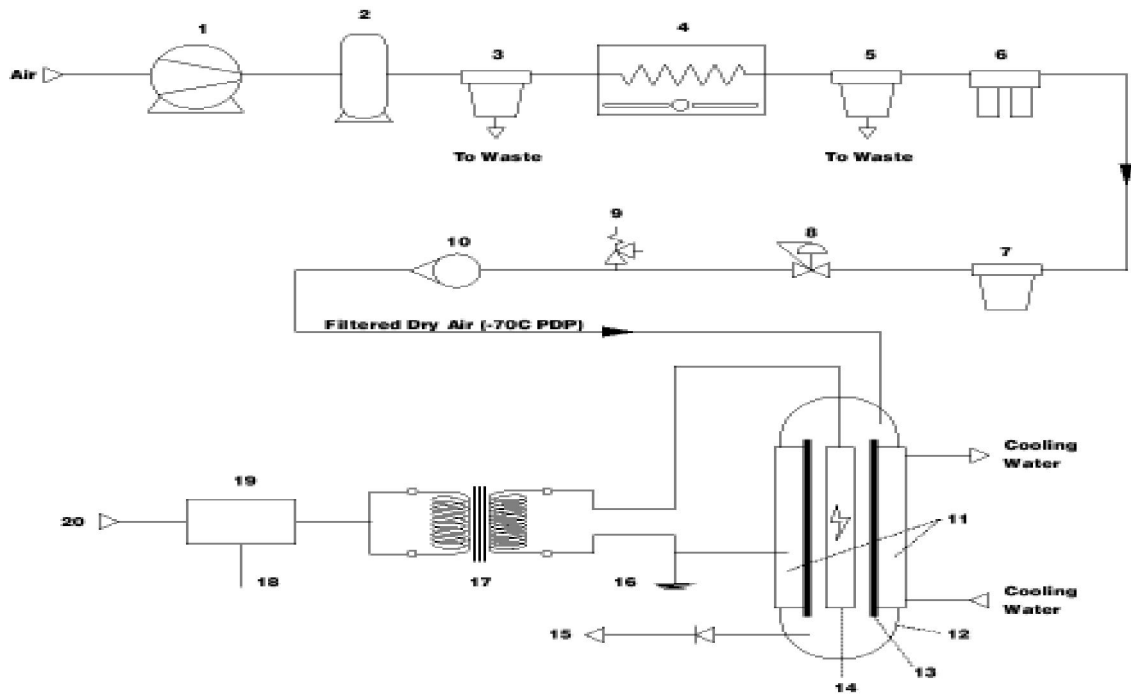 1
2
3
4
5
6
Air
To Waste
To Waste
10
9
8
7
Filtered Dry Air (-70C PDP)
Cooling
Water
19
20
11
18
17
16
Cooling
Water
15
12
13
14